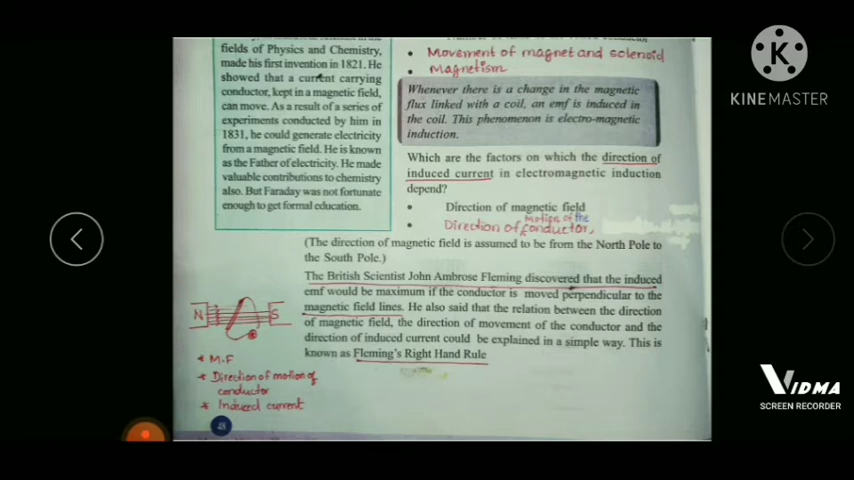 fields of Physics and Chemistry,
made his first invention in 1821. He
showed that a current carrying
conductor, kept in a magnetic field,
can move. As a result of a series of
experiments conducted by him in
1831, he could generate electricity
from a magnetic field. He is known
as the Father of electricity. He made
valuable contributions to chemistry
also. But Faraday was not fortunate
enough to get formal education.
• Movement of magnet and solenoid
• Magnetism
Whenever there is a change in the magnetic
flux linked with a coil, an emf is induced in
the coil. This phenomenon is electro-magnetic
induction.
Which are the factors on which the direction of
induced current in electromagnetic induction
depend?
• Direction of magnetic field
• Direction of motion of the conductor,
(The direction of magnetic field is assumed to be from the North Pole to
the South Pole.)
The British Scientist John Ambrose Fleming discovered that the induced
emf would be maximum if the conductor is moved perpendicular to the
magnetic field lines. He also said that the relation between the direction
of magnetic field, the direction of movement of the conductor and the
direction of induced current could be explained in a simple way. This is
known as Fleming's Right Hand Rule
N S
* M.F
* Direction of motion of
conductor
* Induced current
48
K
KINEMASTER
VIDMA
SCREEN RECORDER